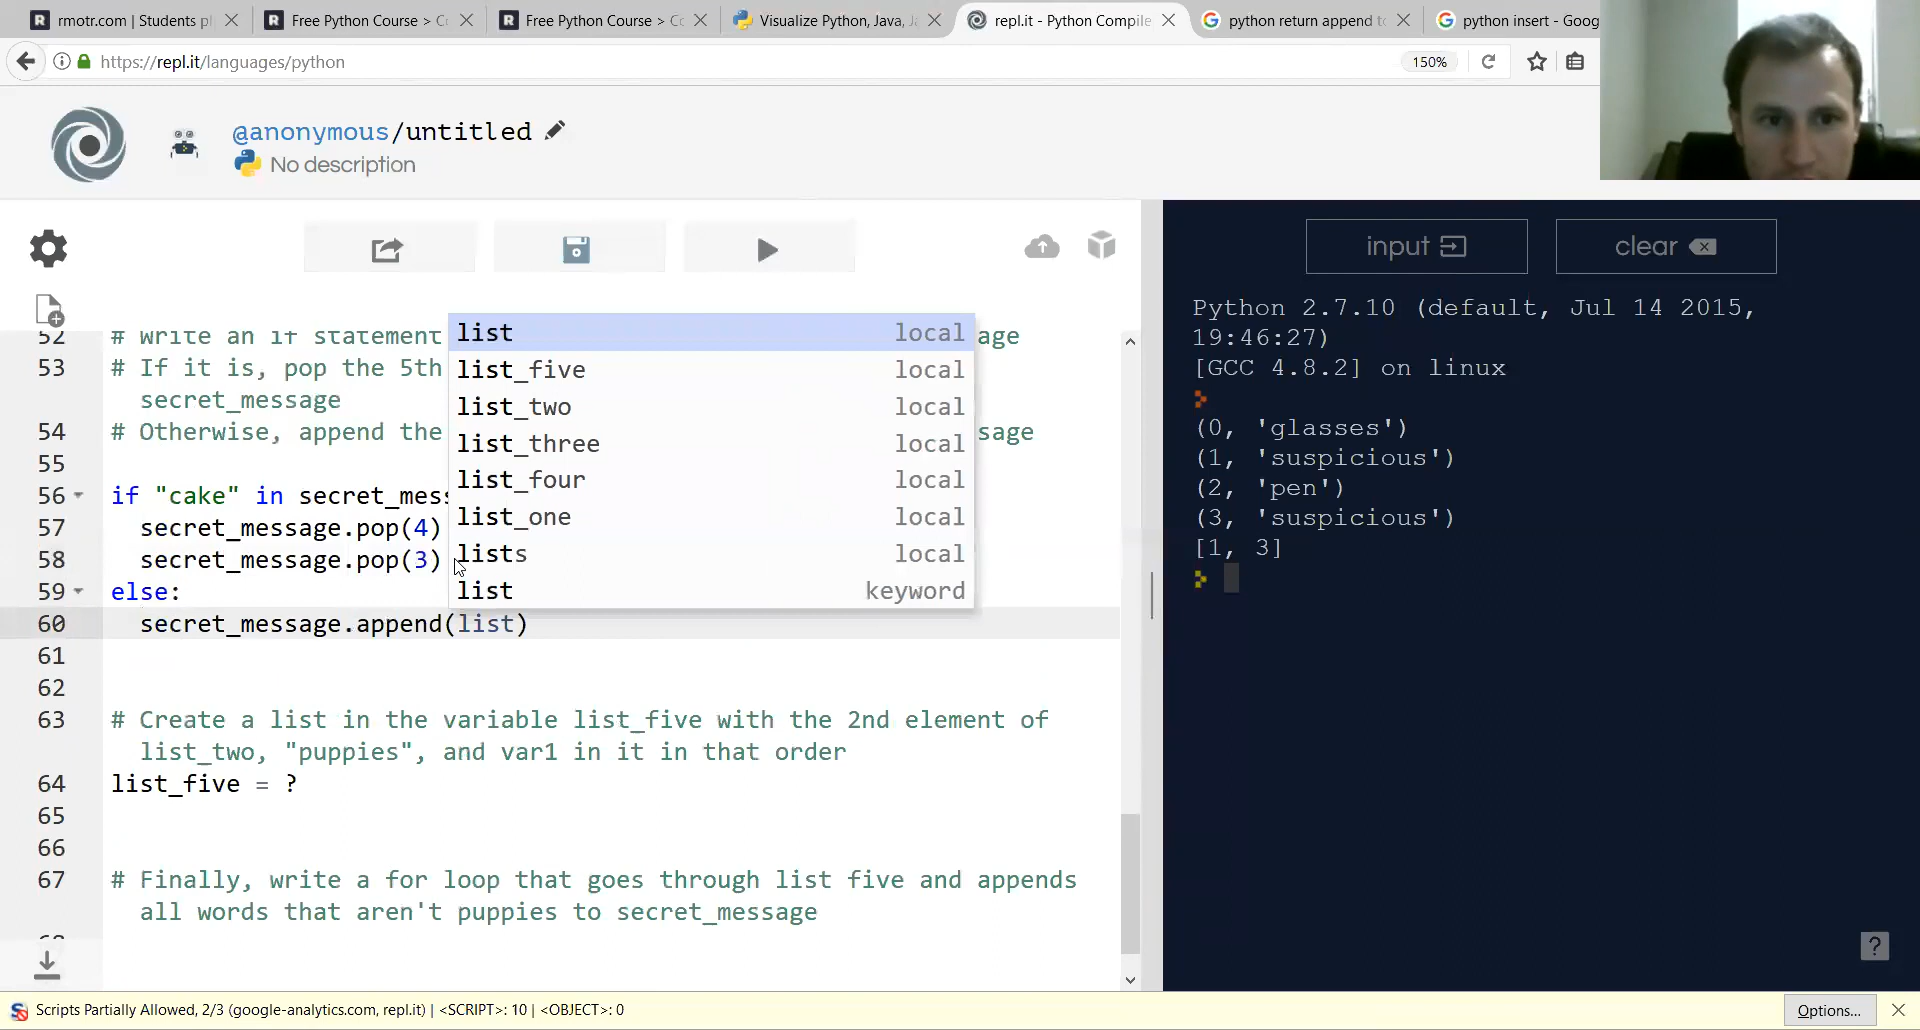 rmotr.com | Students pl
Free Python Course > Co
Free Python Course > Co
Visualize Python, Java, J
repl.it - Python Compile
python return append to
python insert - Goog
https://repl.it/languages/python
150%
@anonymous/untitled
No description
input
clear
52 # Write an if statement age
53 # If it is, pop the 5th
secret_message
54 # Otherwise, append the sage
55
56 if "cake" in secret_mess
57 secret_message.pop(4)
58 secret_message.pop(3)
59 else:
60 secret_message.append(list)
61
62
63 # Create a list in the variable list_five with the 2nd element of
list_two, "puppies", and var1 in it in that order
64 list_five = ?
65
66
67 # Finally, write a for loop that goes through list five and appends
all words that aren't puppies to secret_message
68
list local
list_five local
list_two local
list_three local
list_four local
list_one local
lists local
list keyword
Python 2.7.10 (default, Jul 14 2015,
19:46:27)
[GCC 4.8.2] on linux
(0, 'glasses')
(1, 'suspicious')
(2, 'pen')
(3, 'suspicious')
[1, 3]
?
Scripts Partially Allowed, 2/3 (google-analytics.com, repl.it) | <SCRIPT>: 10 | <OBJECT>: 0
Options...